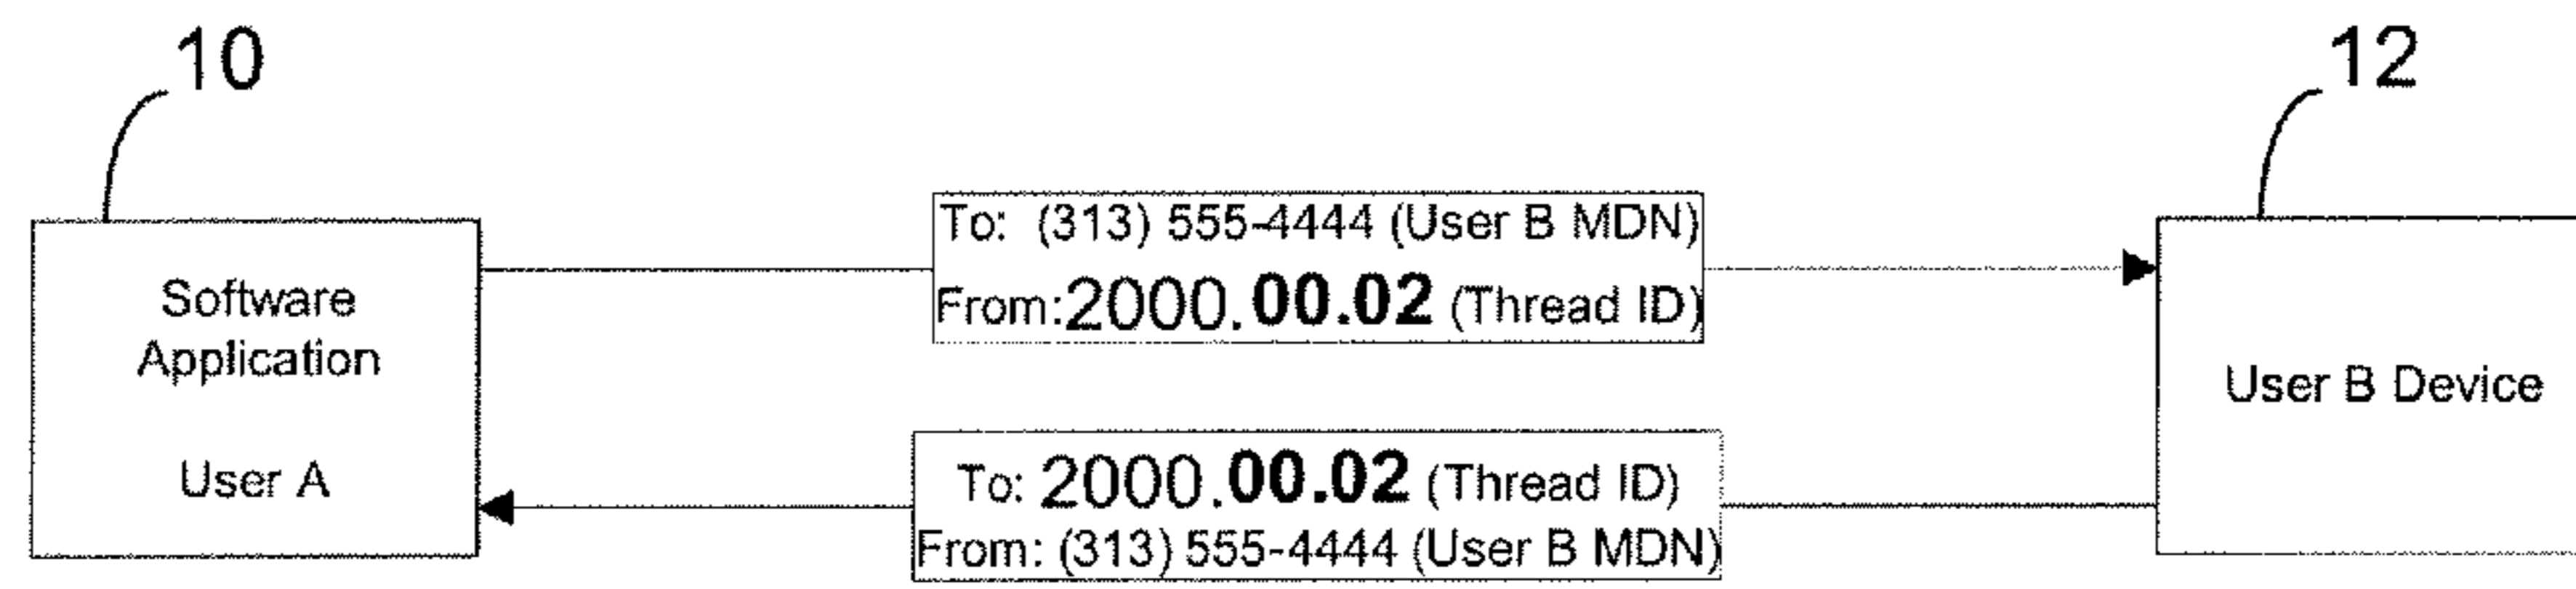 10
12
To: (313) 555-4444 (User B MDN)
From:2000.00.02 (Thread ID)
Software
Application
User A
User B Device
To: 2000.00.02 (Thread ID)
From: (313) 555-4444 (User B MDN)